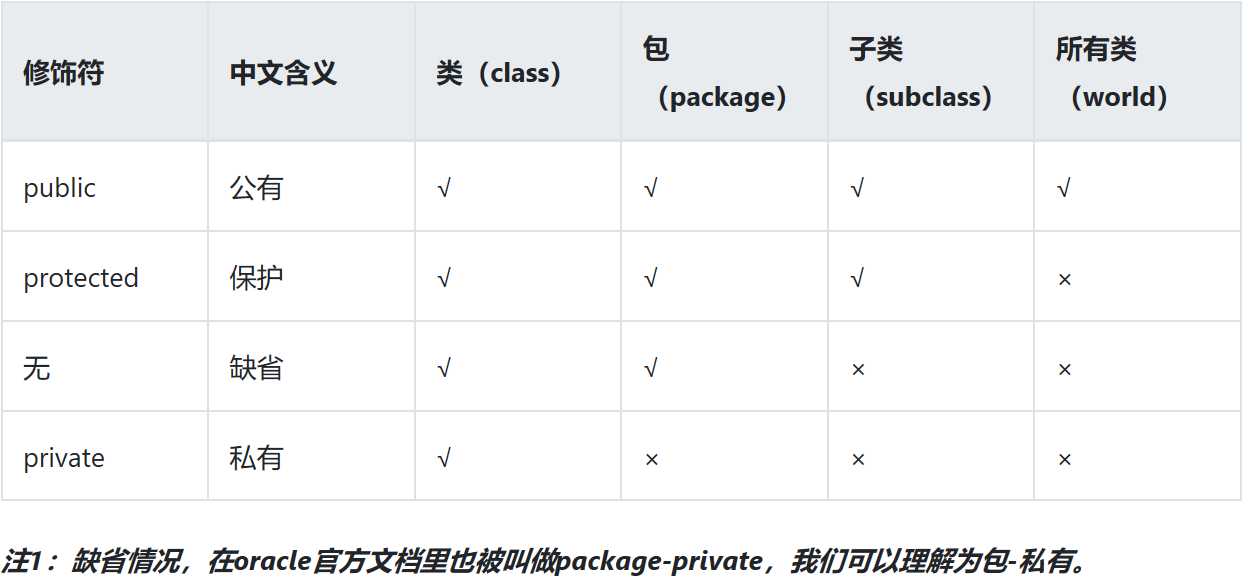 修饰符 中文含义 类（class） 包（package） 子类（subclass） 所有类（world）
public 公有 √ √ √ √
protected 保护 √ √ √ ×
无 缺省 √ √ × ×
private 私有 √ × × ×
注1：缺省情况，在oracle官方文档里也被叫做package-private，我们可以理解为包-私有。